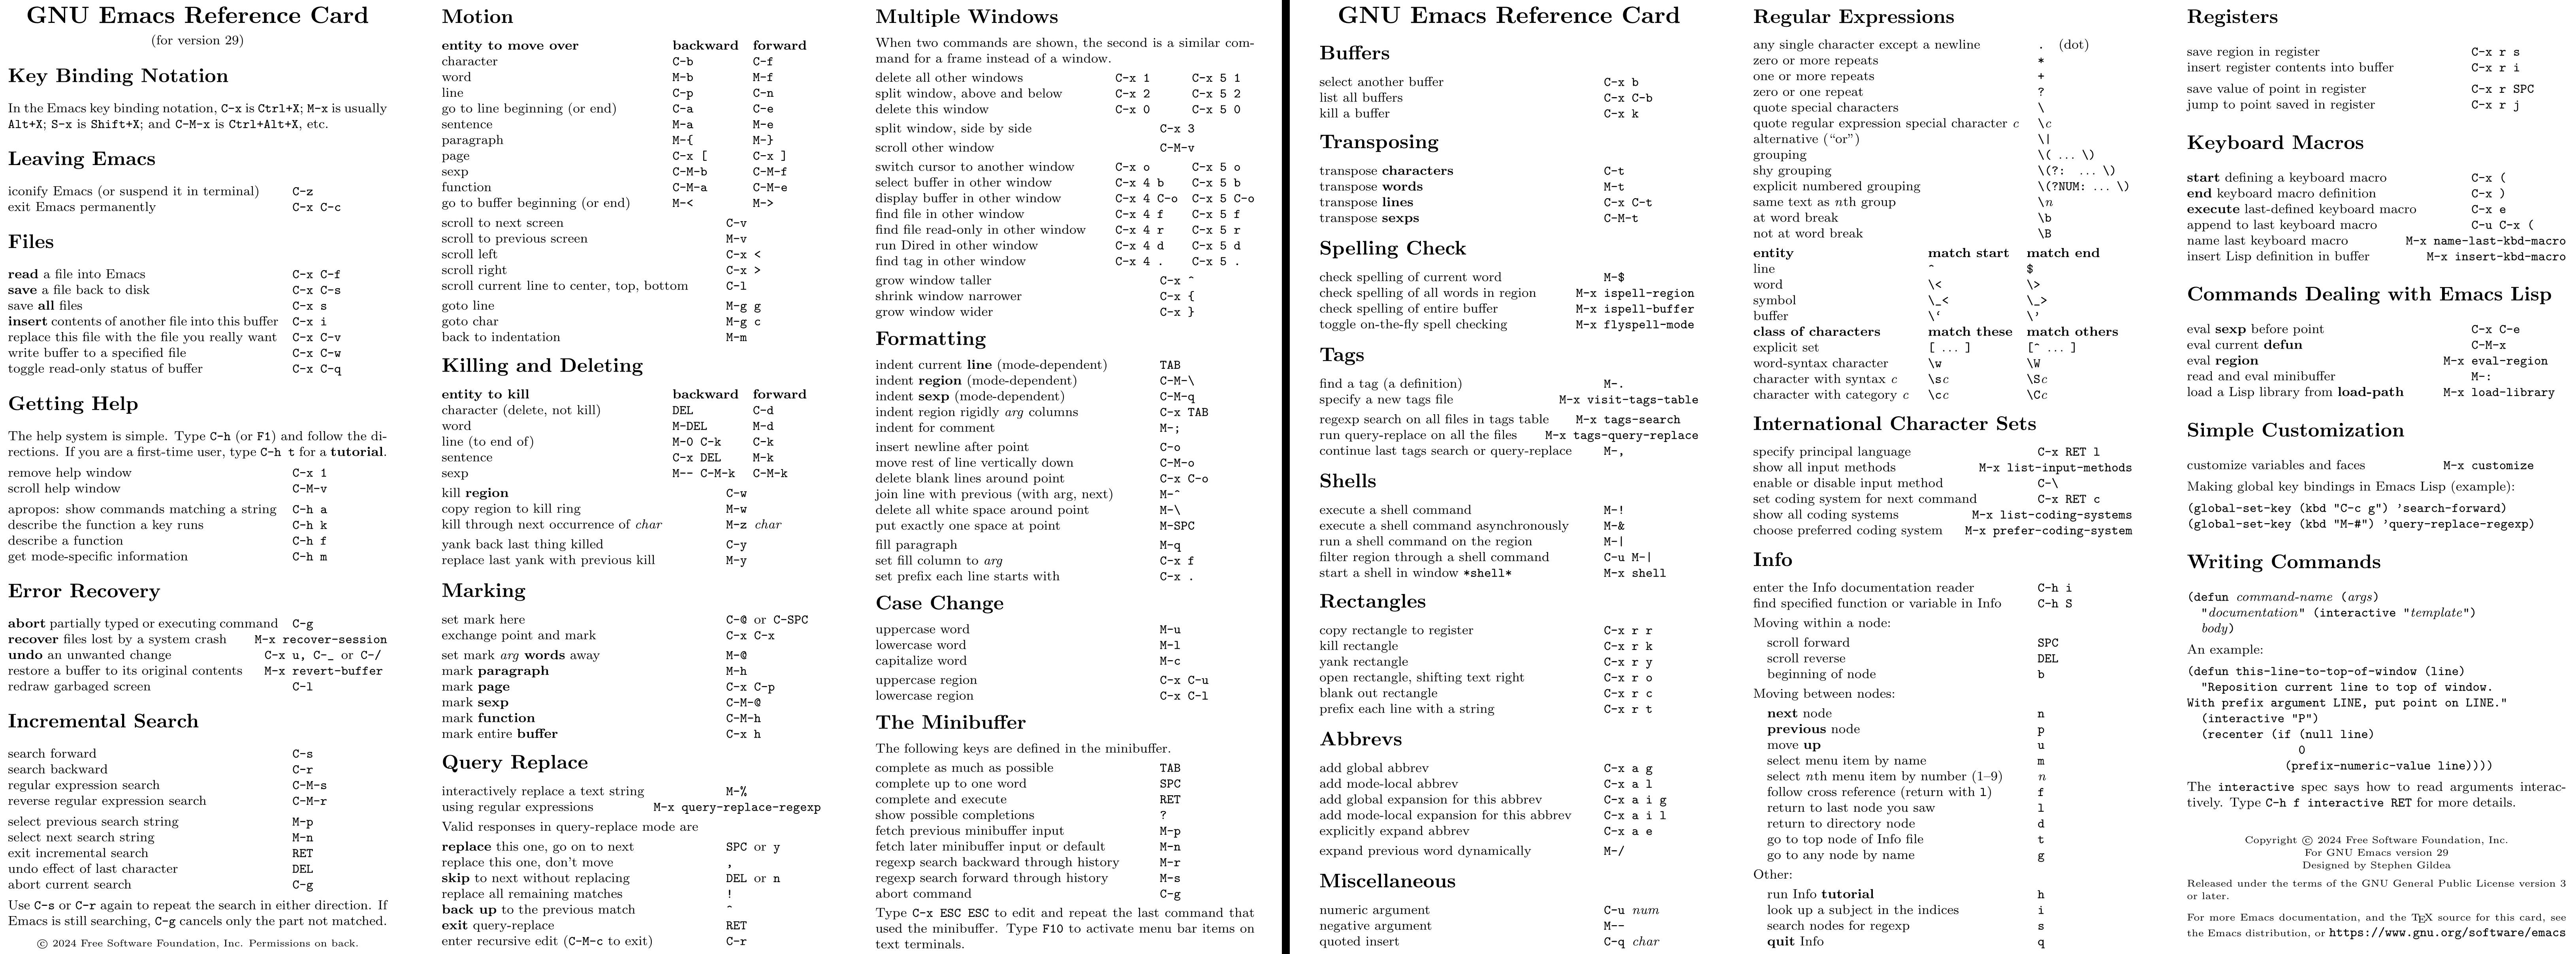 GNU Emacs Reference Card
(for version 29)
Key Binding Notation
In the Emacs key binding notation, C-x is Ctrl+X; M-x is usually
Alt+X; S-x is Shift+X; and C-M-x is Ctrl+Alt+X, etc.
Leaving Emacs
iconify Emacs (or suspend it in terminal) C-z
exit Emacs permanently C-x C-c
Files
read a file into Emacs C-x C-f
save a file back to disk C-x C-s
save all files C-x s
insert contents of another file into this buffer C-x i
replace this file with the file you really want C-x C-v
write buffer to a specified file C-x C-w
toggle read-only status of buffer C-x C-q
Getting Help
The help system is simple. Type C-h (or F1) and follow the di-
rections. If you are a first-time user, type C-h t for a tutorial.
remove help window C-x 1
scroll help window C-M-v
apropos: show commands matching a string C-h a
describe the function a key runs C-h k
describe a function C-h f
get mode-specific information C-h m
Error Recovery
abort partially typed or executing command C-g
recover files lost by a system crash M-x recover-session
undo an unwanted change C-x u, C-_ or C-/
restore a buffer to its original contents M-x revert-buffer
redraw garbaged screen C-l
Incremental Search
search forward C-s
search backward C-r
regular expression search C-M-s
reverse regular expression search C-M-r
select previous search string M-p
select next search string M-n
exit incremental search RET
undo effect of last character DEL
abort current search C-g
Use C-s or C-r again to repeat the search in either direction. If
Emacs is still searching, C-g cancels only the part not matched.
© 2024 Free Software Foundation, Inc. Permissions on back.
Motion
entity to move over backward forward
character C-b C-f
word M-b M-f
line C-p C-n
go to line beginning (or end) C-a C-e
sentence M-a M-e
paragraph M-{ M-}
page C-x [ C-x ]
sexp C-M-b C-M-f
function C-M-a C-M-e
go to buffer beginning (or end) M-< M->
scroll to next screen C-v
scroll to previous screen M-v
scroll left C-x <
scroll right C-x >
scroll current line to center, top, bottom C-l
goto line M-g g
goto char M-g c
back to indentation M-m
Killing and Deleting
entity to kill backward forward
character (delete, not kill) DEL C-d
word M-DEL M-d
line (to end of) M-0 C-k C-k
sentence C-x DEL M-k
sexp M-- C-M-k C-M-k
kill region C-w
copy region to kill ring M-w
kill through next occurrence of char M-z char
yank back last thing killed C-y
replace last yank with previous kill M-y
Marking
set mark here C-@ or C-SPC
exchange point and mark C-x C-x
set mark arg words away M-@
mark paragraph M-h
mark page C-x C-p
mark sexp C-M-@
mark function C-M-h
mark entire buffer C-x h
Query Replace
interactively replace a text string M-%
using regular expressions M-x query-replace-regexp
Valid responses in query-replace mode are
replace this one, go on to next SPC or y
replace this one, don't move ,
skip to next without replacing DEL or n
replace all remaining matches !
back up to the previous match ^
exit query-replace RET
enter recursive edit (C-M-c to exit) C-r
Multiple Windows
When two commands are shown, the second is a similar com-
mand for a frame instead of a window.
delete all other windows C-x 1 C-x 5 1
split window, above and below C-x 2 C-x 5 2
delete this window C-x 0 C-x 5 0
split window, side by side C-x 3
scroll other window C-M-v
switch cursor to another window C-x o C-x 5 o
select buffer in other window C-x 4 b C-x 5 b
display buffer in other window C-x 4 C-o C-x 5 C-o
find file in other window C-x 4 f C-x 5 f
find file read-only in other window C-x 4 r C-x 5 r
run Dired in other window C-x 4 d C-x 5 d
find tag in other window C-x 4 . C-x 5 .
grow window taller C-x ^
shrink window narrower C-x {
grow window wider C-x }
Formatting
indent current line (mode-dependent) TAB
indent region (mode-dependent) C-M-\
indent sexp (mode-dependent) C-M-q
indent region rigidly arg columns C-x TAB
indent for comment M-;
insert newline after point C-o
move rest of line vertically down C-M-o
delete blank lines around point C-x C-o
join line with previous (with arg, next) M-^
delete all white space around point M-\
put exactly one space at point M-SPC
fill paragraph M-q
set fill column to arg C-x f
set prefix each line starts with C-x .
Case Change
uppercase word M-u
lowercase word M-l
capitalize word M-c
uppercase region C-x C-u
lowercase region C-x C-l
The Minibuffer
The following keys are defined in the minibuffer.
complete as much as possible TAB
complete up to one word SPC
complete and execute RET
show possible completions ?
fetch previous minibuffer input M-p
fetch later minibuffer input or default M-n
regexp search backward through history M-r
regexp search forward through history M-s
abort command C-g
Type C-x ESC ESC to edit and repeat the last command that
used the minibuffer. Type F10 to activate menu bar items on
text terminals.
GNU Emacs Reference Card
Buffers
select another buffer C-x b
list all buffers C-x C-b
kill a buffer C-x k
Transposing
transpose characters C-t
transpose words M-t
transpose lines C-x C-t
transpose sexps C-M-t
Spelling Check
check spelling of current word M-$
check spelling of all words in region M-x ispell-region
check spelling of entire buffer M-x ispell-buffer
toggle on-the-fly spell checking M-x flyspell-mode
Tags
find a tag (a definition) M-.
specify a new tags file M-x visit-tags-table
regexp search on all files in tags table M-x tags-search
run query-replace on all the files M-x tags-query-replace
continue last tags search or query-replace M-,
Shells
execute a shell command M-!
execute a shell command asynchronously M-&
run a shell command on the region M-|
filter region through a shell command C-u M-|
start a shell in window *shell* M-x shell
Rectangles
copy rectangle to register C-x r r
kill rectangle C-x r k
yank rectangle C-x r y
open rectangle, shifting text right C-x r o
blank out rectangle C-x r c
prefix each line with a string C-x r t
Abbrevs
add global abbrev C-x a g
add mode-local abbrev C-x a l
add global expansion for this abbrev C-x a i g
add mode-local expansion for this abbrev C-x a i l
explicitly expand abbrev C-x a e
expand previous word dynamically M-/
Miscellaneous
numeric argument C-u num
negative argument M--
quoted insert C-q char
Regular Expressions
any single character except a newline . (dot)
zero or more repeats *
one or more repeats +
zero or one repeat ?
quote special characters \
quote regular expression special character c \c
alternative (“or”) \|
grouping \( ... \)
shy grouping \(?: ... \)
explicit numbered grouping \(?NUM: ... \)
same text as nth group \n
at word break \b
not at word break \B
entity match start match end
line ^ $
word \< \>
symbol \_< \_>
buffer \‘ \’
class of characters match these match others
explicit set [ ... ] [^ ... ]
word-syntax character \w \W
character with syntax c \sc \Sc
character with category c \cc \Cc
International Character Sets
specify principal language C-x RET l
show all input methods M-x list-input-methods
enable or disable input method C-\
set coding system for next command C-x RET c
show all coding systems M-x list-coding-systems
choose preferred coding system M-x prefer-coding-system
Info
enter the Info documentation reader C-h i
find specified function or variable in Info C-h S
Moving within a node:
scroll forward SPC
scroll reverse DEL
beginning of node b
Moving between nodes:
next node n
previous node p
move up u
select menu item by name m
select nth menu item by number (1–9) n
follow cross reference (return with l) f
return to last node you saw l
return to directory node d
go to top node of Info file t
go to any node by name g
Other:
run Info tutorial h
look up a subject in the indices i
search nodes for regexp s
quit Info q
Registers
save region in register C-x r s
insert register contents into buffer C-x r i
save value of point in register C-x r SPC
jump to point saved in register C-x r j
Keyboard Macros
start defining a keyboard macro C-x (
end keyboard macro definition C-x )
execute last-defined keyboard macro C-x e
append to last keyboard macro C-u C-x (
name last keyboard macro M-x name-last-kbd-macro
insert Lisp definition in buffer M-x insert-kbd-macro
Commands Dealing with Emacs Lisp
eval sexp before point C-x C-e
eval current defun C-M-x
eval region M-x eval-region
read and eval minibuffer M-:
load a Lisp library from load-path M-x load-library
Simple Customization
customize variables and faces M-x customize
Making global key bindings in Emacs Lisp (example):
(global-set-key (kbd "C-c g") ’search-forward)
(global-set-key (kbd "M-#") ’query-replace-regexp)
Writing Commands
(defun command-name (args)
"documentation" (interactive "template")
body)
An example:
(defun this-line-to-top-of-window (line)
"Reposition current line to top of window.
With prefix argument LINE, put point on LINE."
(interactive "P")
(recenter (if (null line)
0
(prefix-numeric-value line))))
The interactive spec says how to read arguments interac-
tively. Type C-h f interactive RET for more details.
Copyright © 2024 Free Software Foundation, Inc.
For GNU Emacs version 29
Designed by Stephen Gildea
Released under the terms of the GNU General Public License version 3
or later.
For more Emacs documentation, and the TEX source for this card, see
the Emacs distribution, or https://www.gnu.org/software/emacs